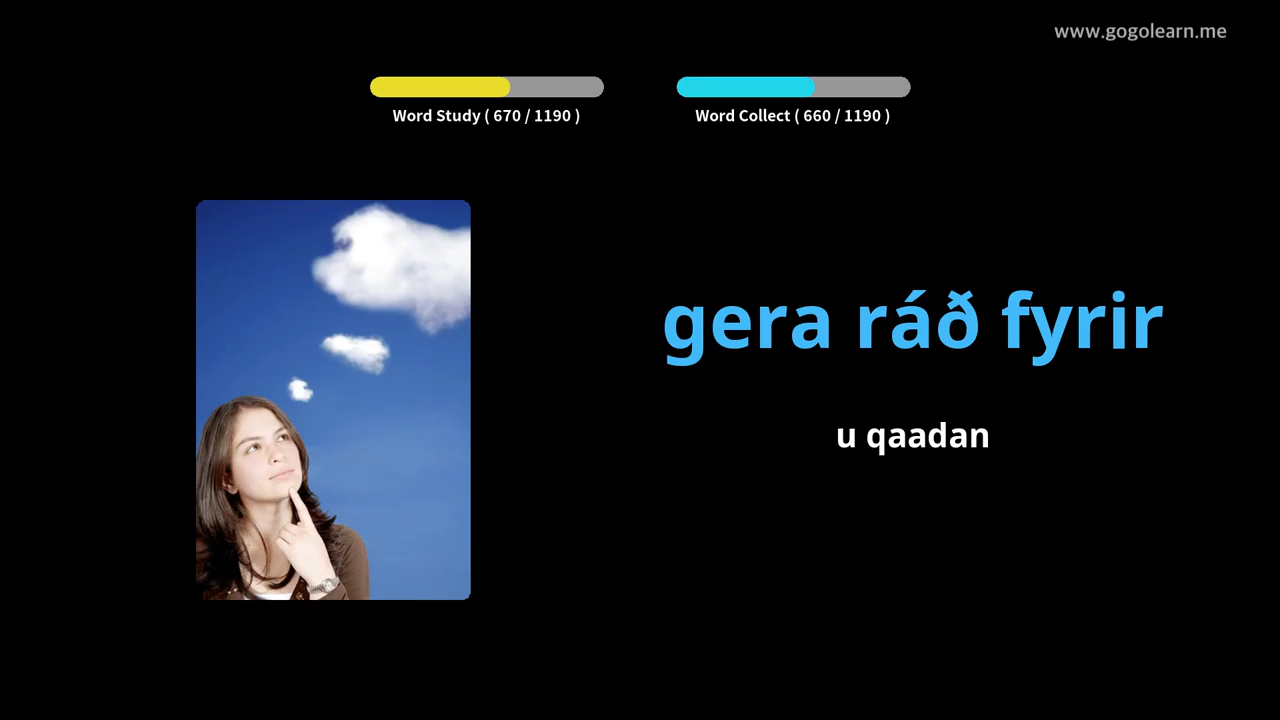 www.gogolearn.me
Word Study ( 670 / 1190 )
Word Collect ( 660 / 1190 )
gera ráð fyrir
u qaadan